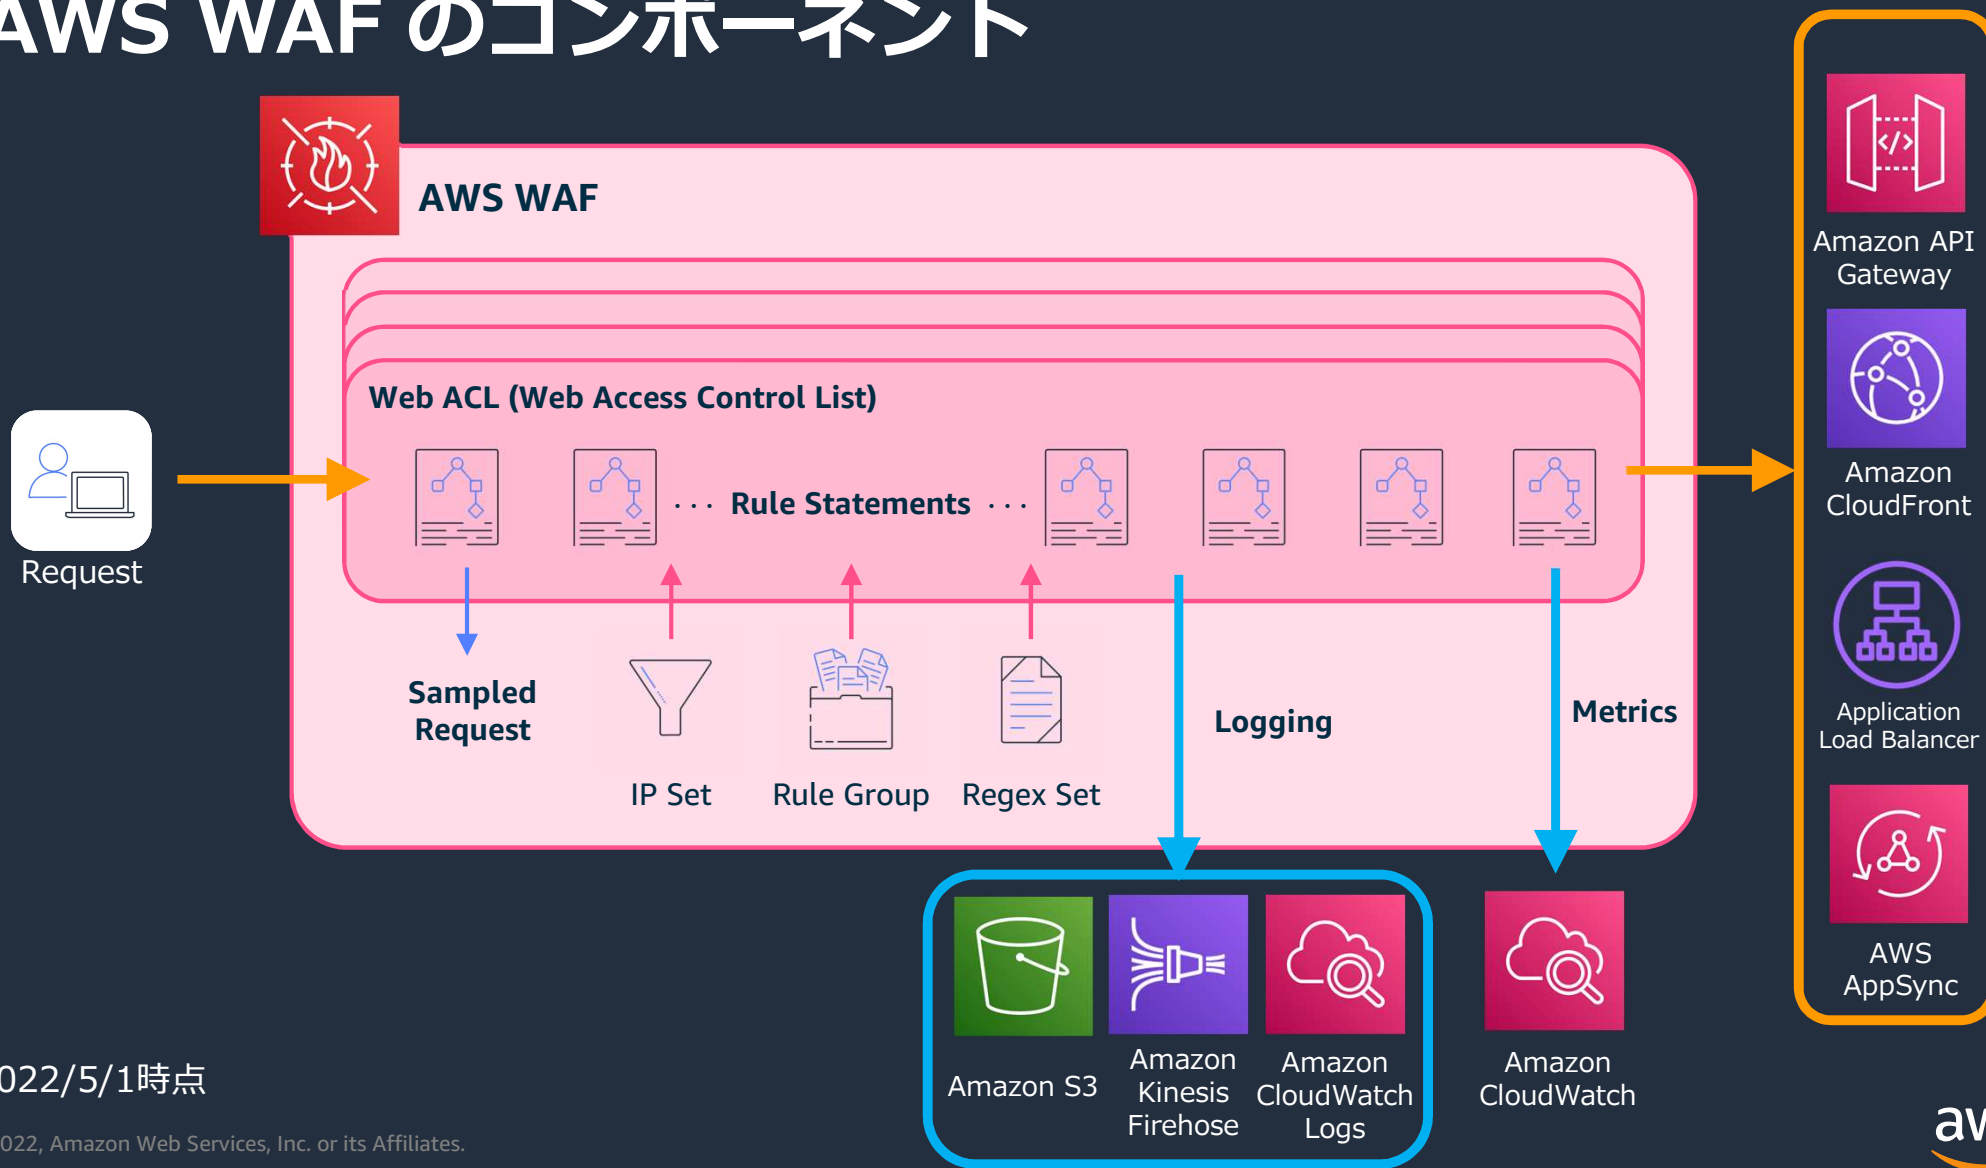 AWS WAF のコンポーネント
AWS WAF
Web ACL (Web Access Control List)
··· Rule Statements ···
Request
Sampled
Request
IP Set
Rule Group
Regex Set
Logging
Metrics
Amazon API
Gateway
Amazon
CloudFront
Application
Load Balancer
AWS
AppSync
Amazon S3
Amazon
Kinesis
Firehose
Amazon
CloudWatch
Logs
Amazon
CloudWatch
022/5/1時点
022, Amazon Web Services, Inc. or its Affiliates.
aw